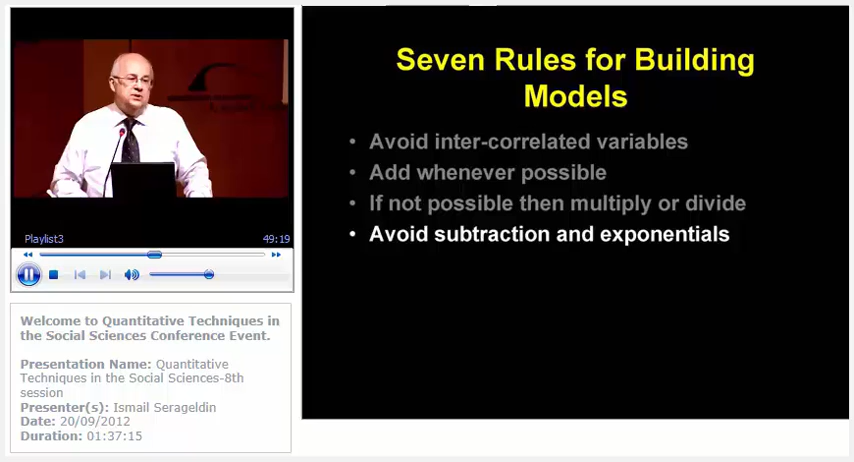 Seven Rules for Building
Models
• Avoid inter-correlated variables
• Add whenever possible
• If not possible then multiply or divide
• Avoid subtraction and exponentials
Playlist3
49:19
Welcome to Quantitative Techniques in
the Social Sciences Conference Event.
Presentation Name: Quantitative
Techniques in the Social Sciences-8th
session
Presenter(s): Ismail Serageldin
Date: 20/09/2012
Duration: 01:37:15